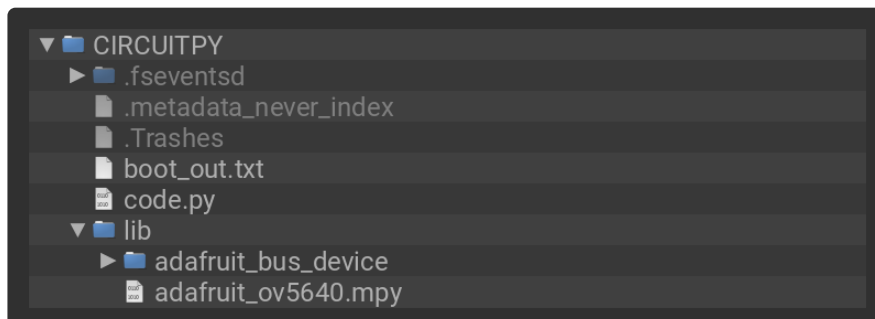 CIRCUITPY
.fseventsd
.metadata_never_index
.Trashes
boot_out.txt
code.py
lib
adafruit_bus_device
adafruit_ov5640.mpy